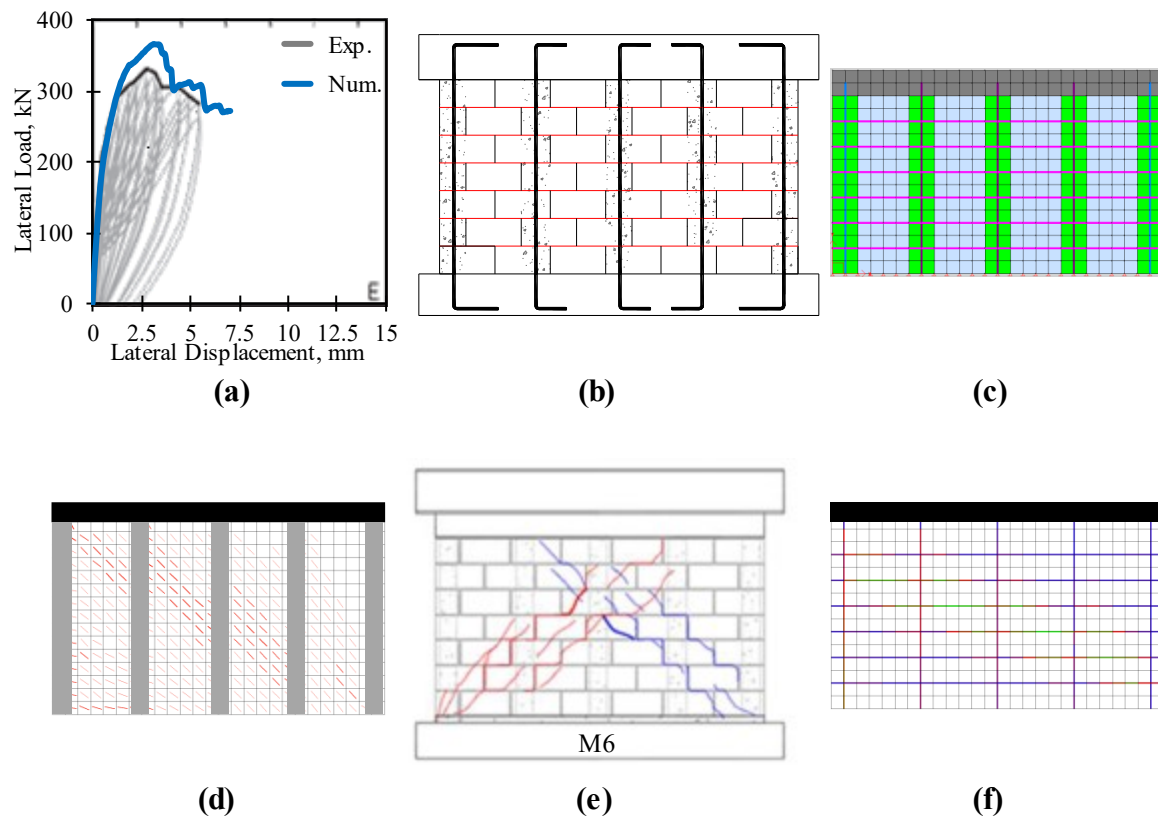 400
Exp.
Num.
300
200
100
0
E
0 2.5 5 7.5 10 12.5 15
Lateral Load, kN
Lateral Displacement, mm
(a)
(b)
(c)
M6
(d)
(e)
(f)